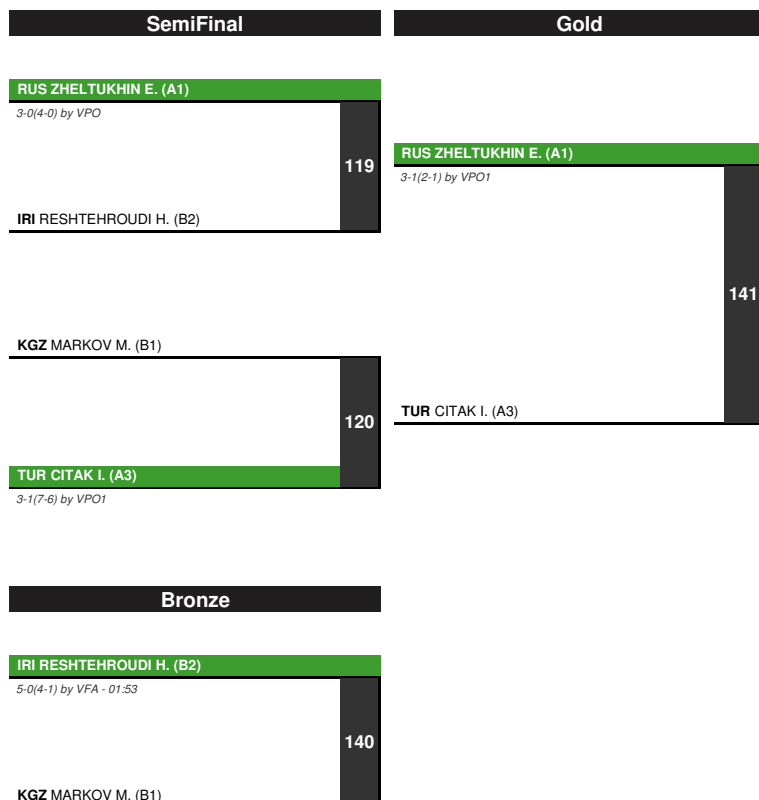 SemiFinal
RUS ZHELTUKHIN E. (A1)
3-0(4-0) by VPO
119
IRI RESHTEHROUDI H. (B2)
KGZ MARKOV M. (B1)
120
TUR CITAK I. (A3)
3-1(7-6) by VPO1
Gold
RUS ZHELTUKHIN E. (A1)
3-1(2-1) by VPO1
141
TUR CITAK I. (A3)
Bronze
IRI RESHTEHROUDI H. (B2)
5-0(4-1) by VFA - 01:53
140
KGZ MARKOV M. (B1)